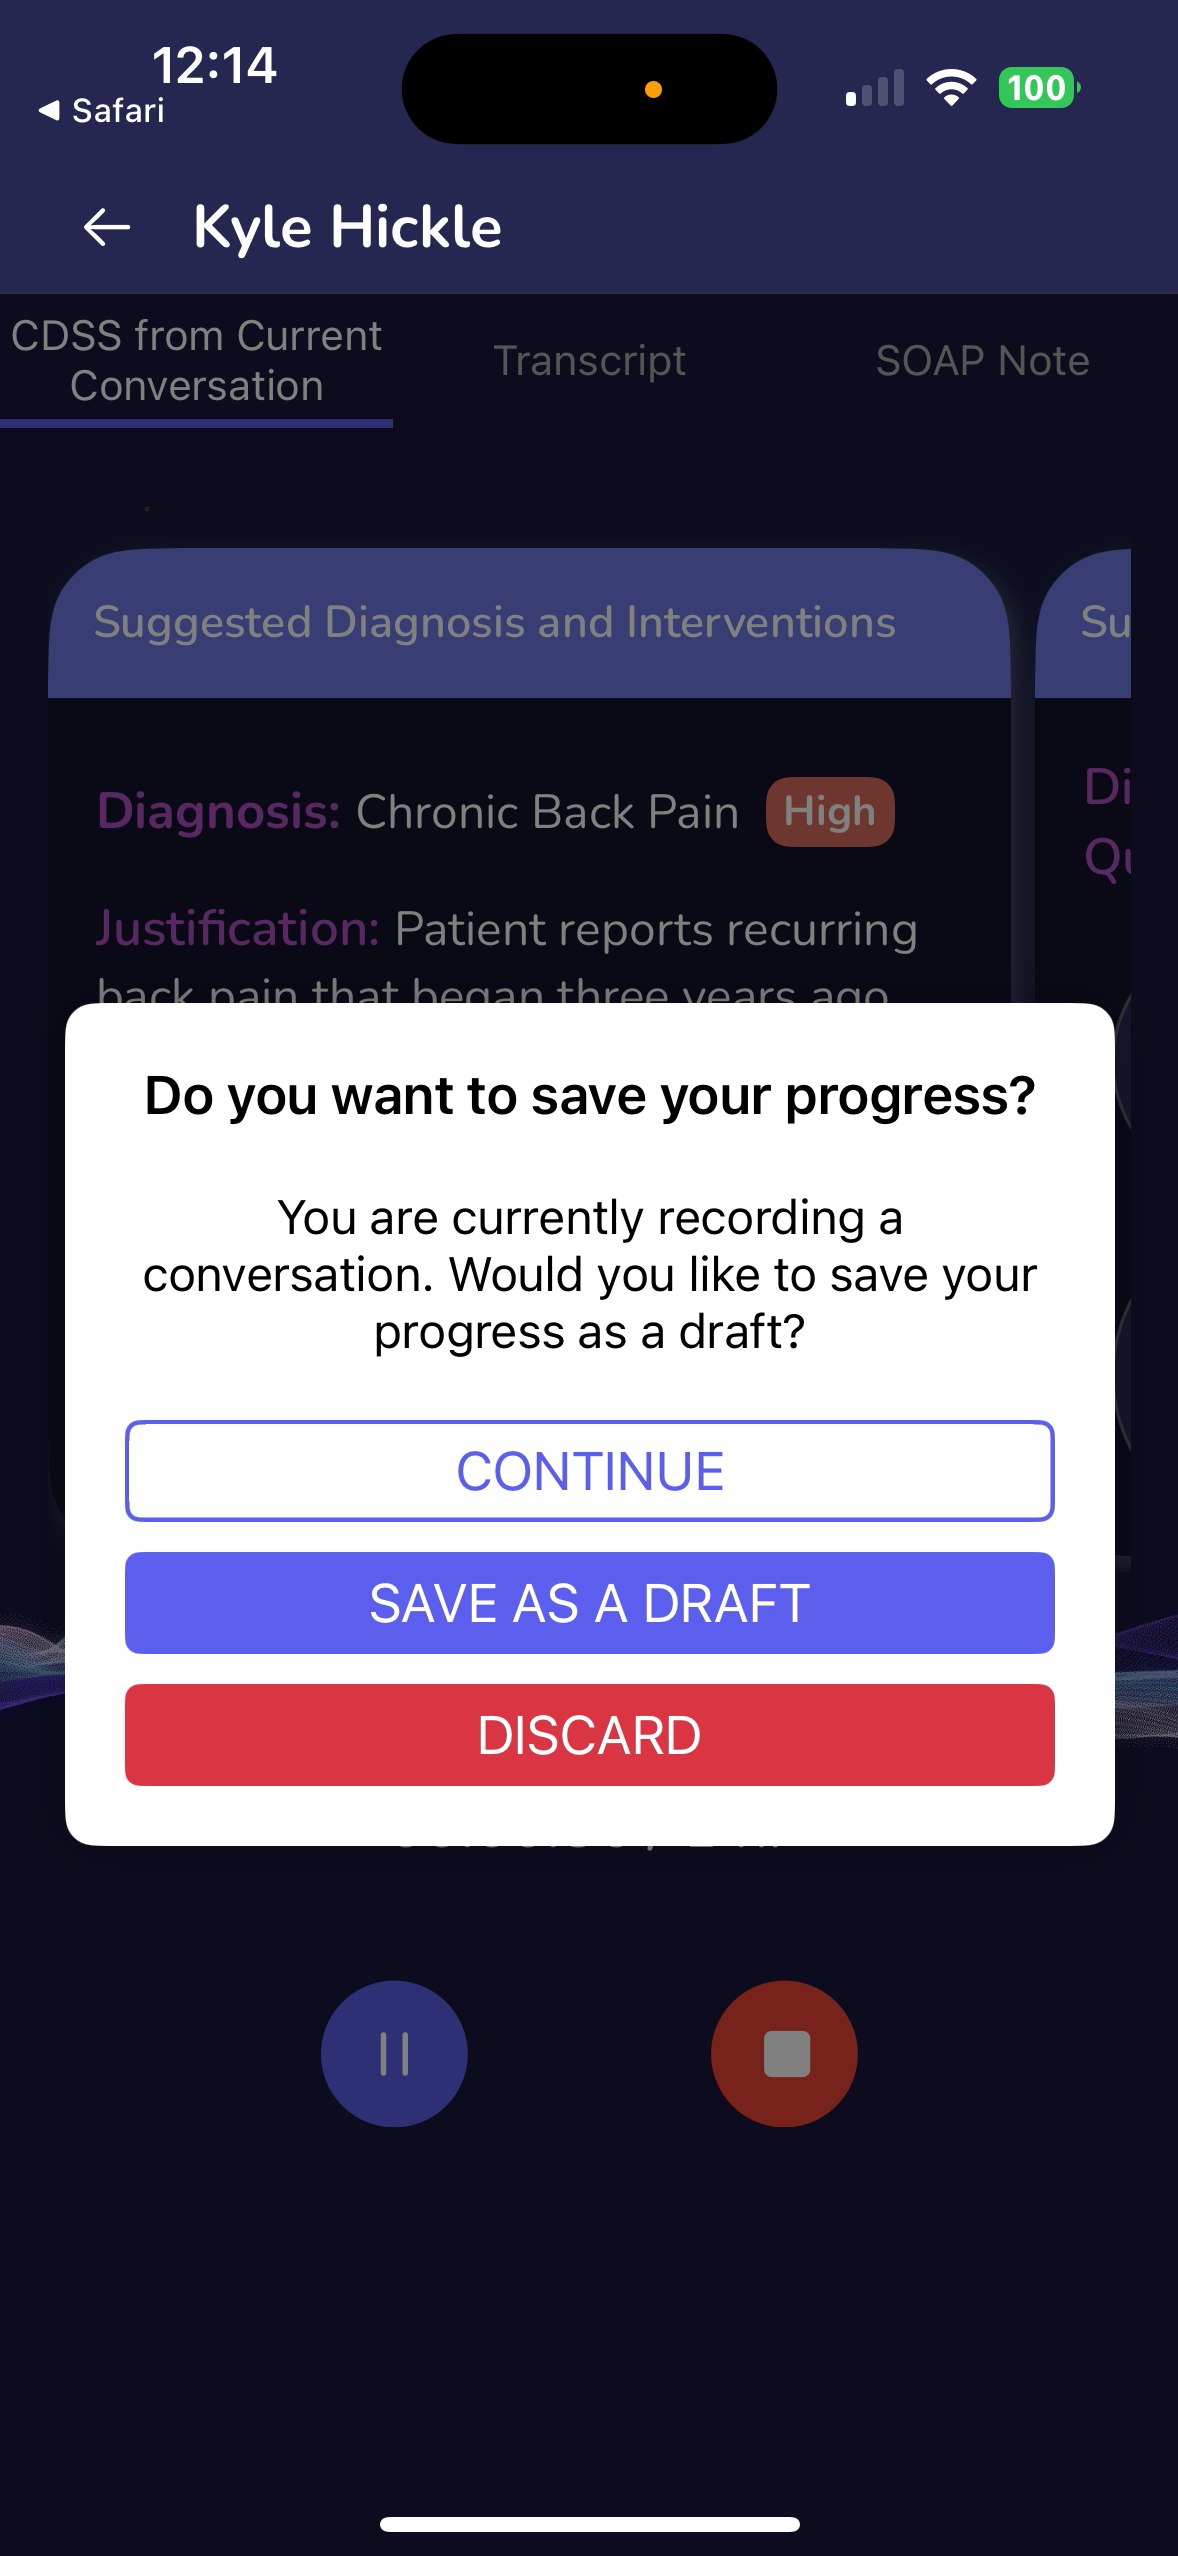 12:14
Safari
100
Kyle Hickle
CDSS from Current
Conversation
Transcript
SOAP Note
Suggested Diagnosis and Interventions
Su
Diagnosis: Chronic Back Pain High
Di
Qu
Justification: Patient reports recurring
back pain that began three years ago
Do you want to save your progress?
You are currently recording a
conversation. Would you like to save your
progress as a draft?
CONTINUE
SAVE AS A DRAFT
DISCARD